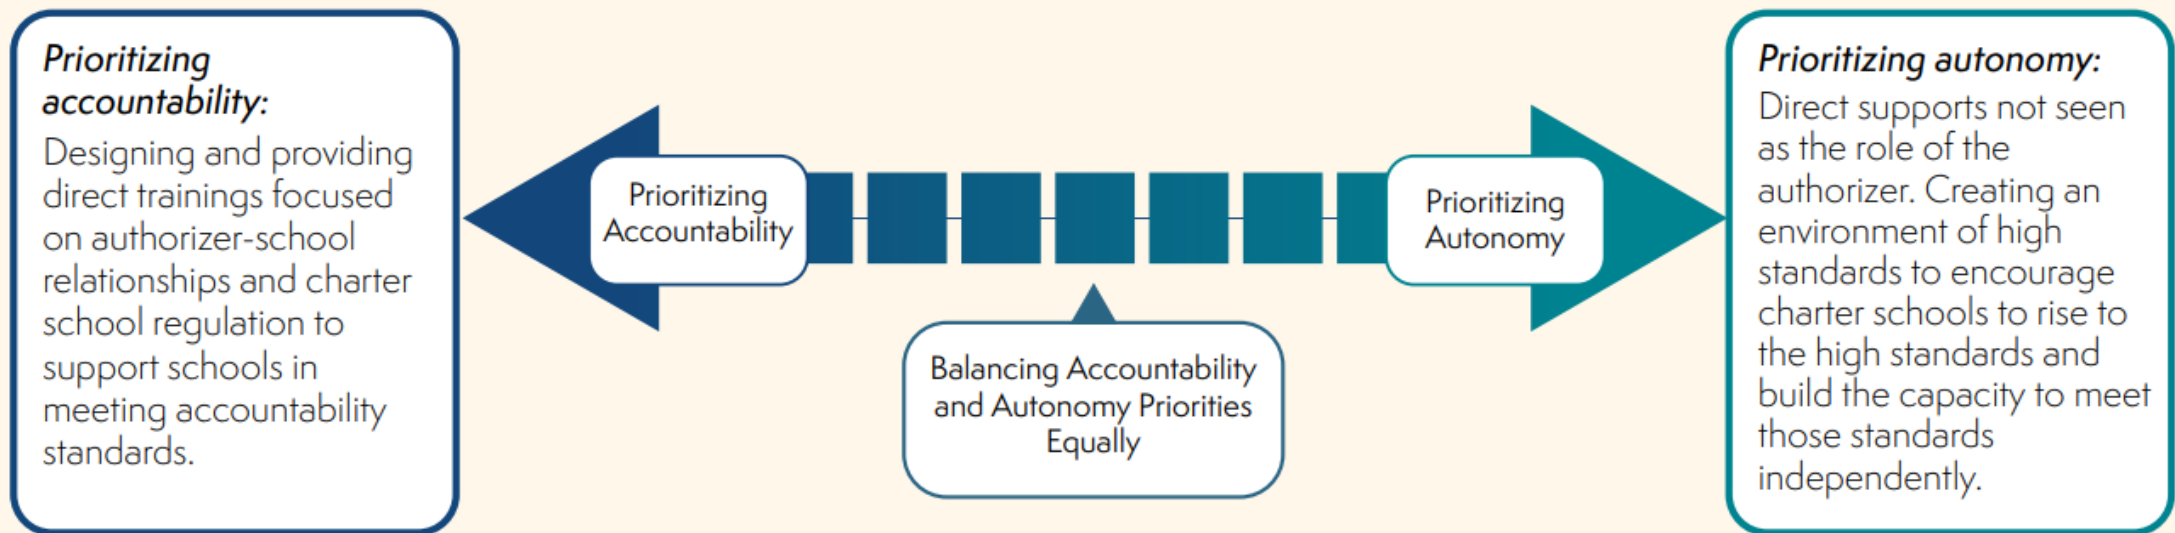 Prioritizing
accountability:
Designing and providing
direct trainings focused
on authorizer-school
relationships and charter
school regulation to
support schools in
meeting accountability
standards.
Prioritizing
Accountability
Balancing Accountability
and Autonomy Priorities
Equally
Prioritizing
Autonomy
Prioritizing autonomy:
Direct supports not seen
as the role of the
authorizer. Creating an
environment of high
standards to encourage
charter schools to rise to
the high standards and
build the capacity to meet
those standards
independently.